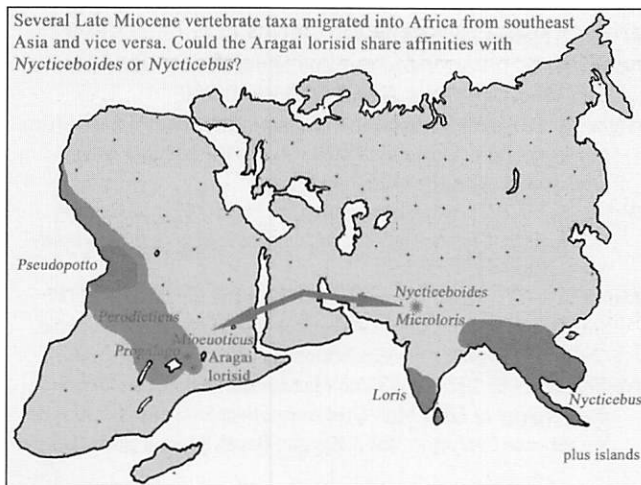 Several Late Miocene vertebrate taxa migrated into Africa from southeast
Asia and vice versa. Could the Aragai lorisid share affinities with
Nycticeboides or Nycticebus?
Pseudopotto
Perodicticus
Progalago
Mioeuoticus
Aragai
lorisid
Nycticeboides
Microloris
Loris
Nycticebus
plus islands